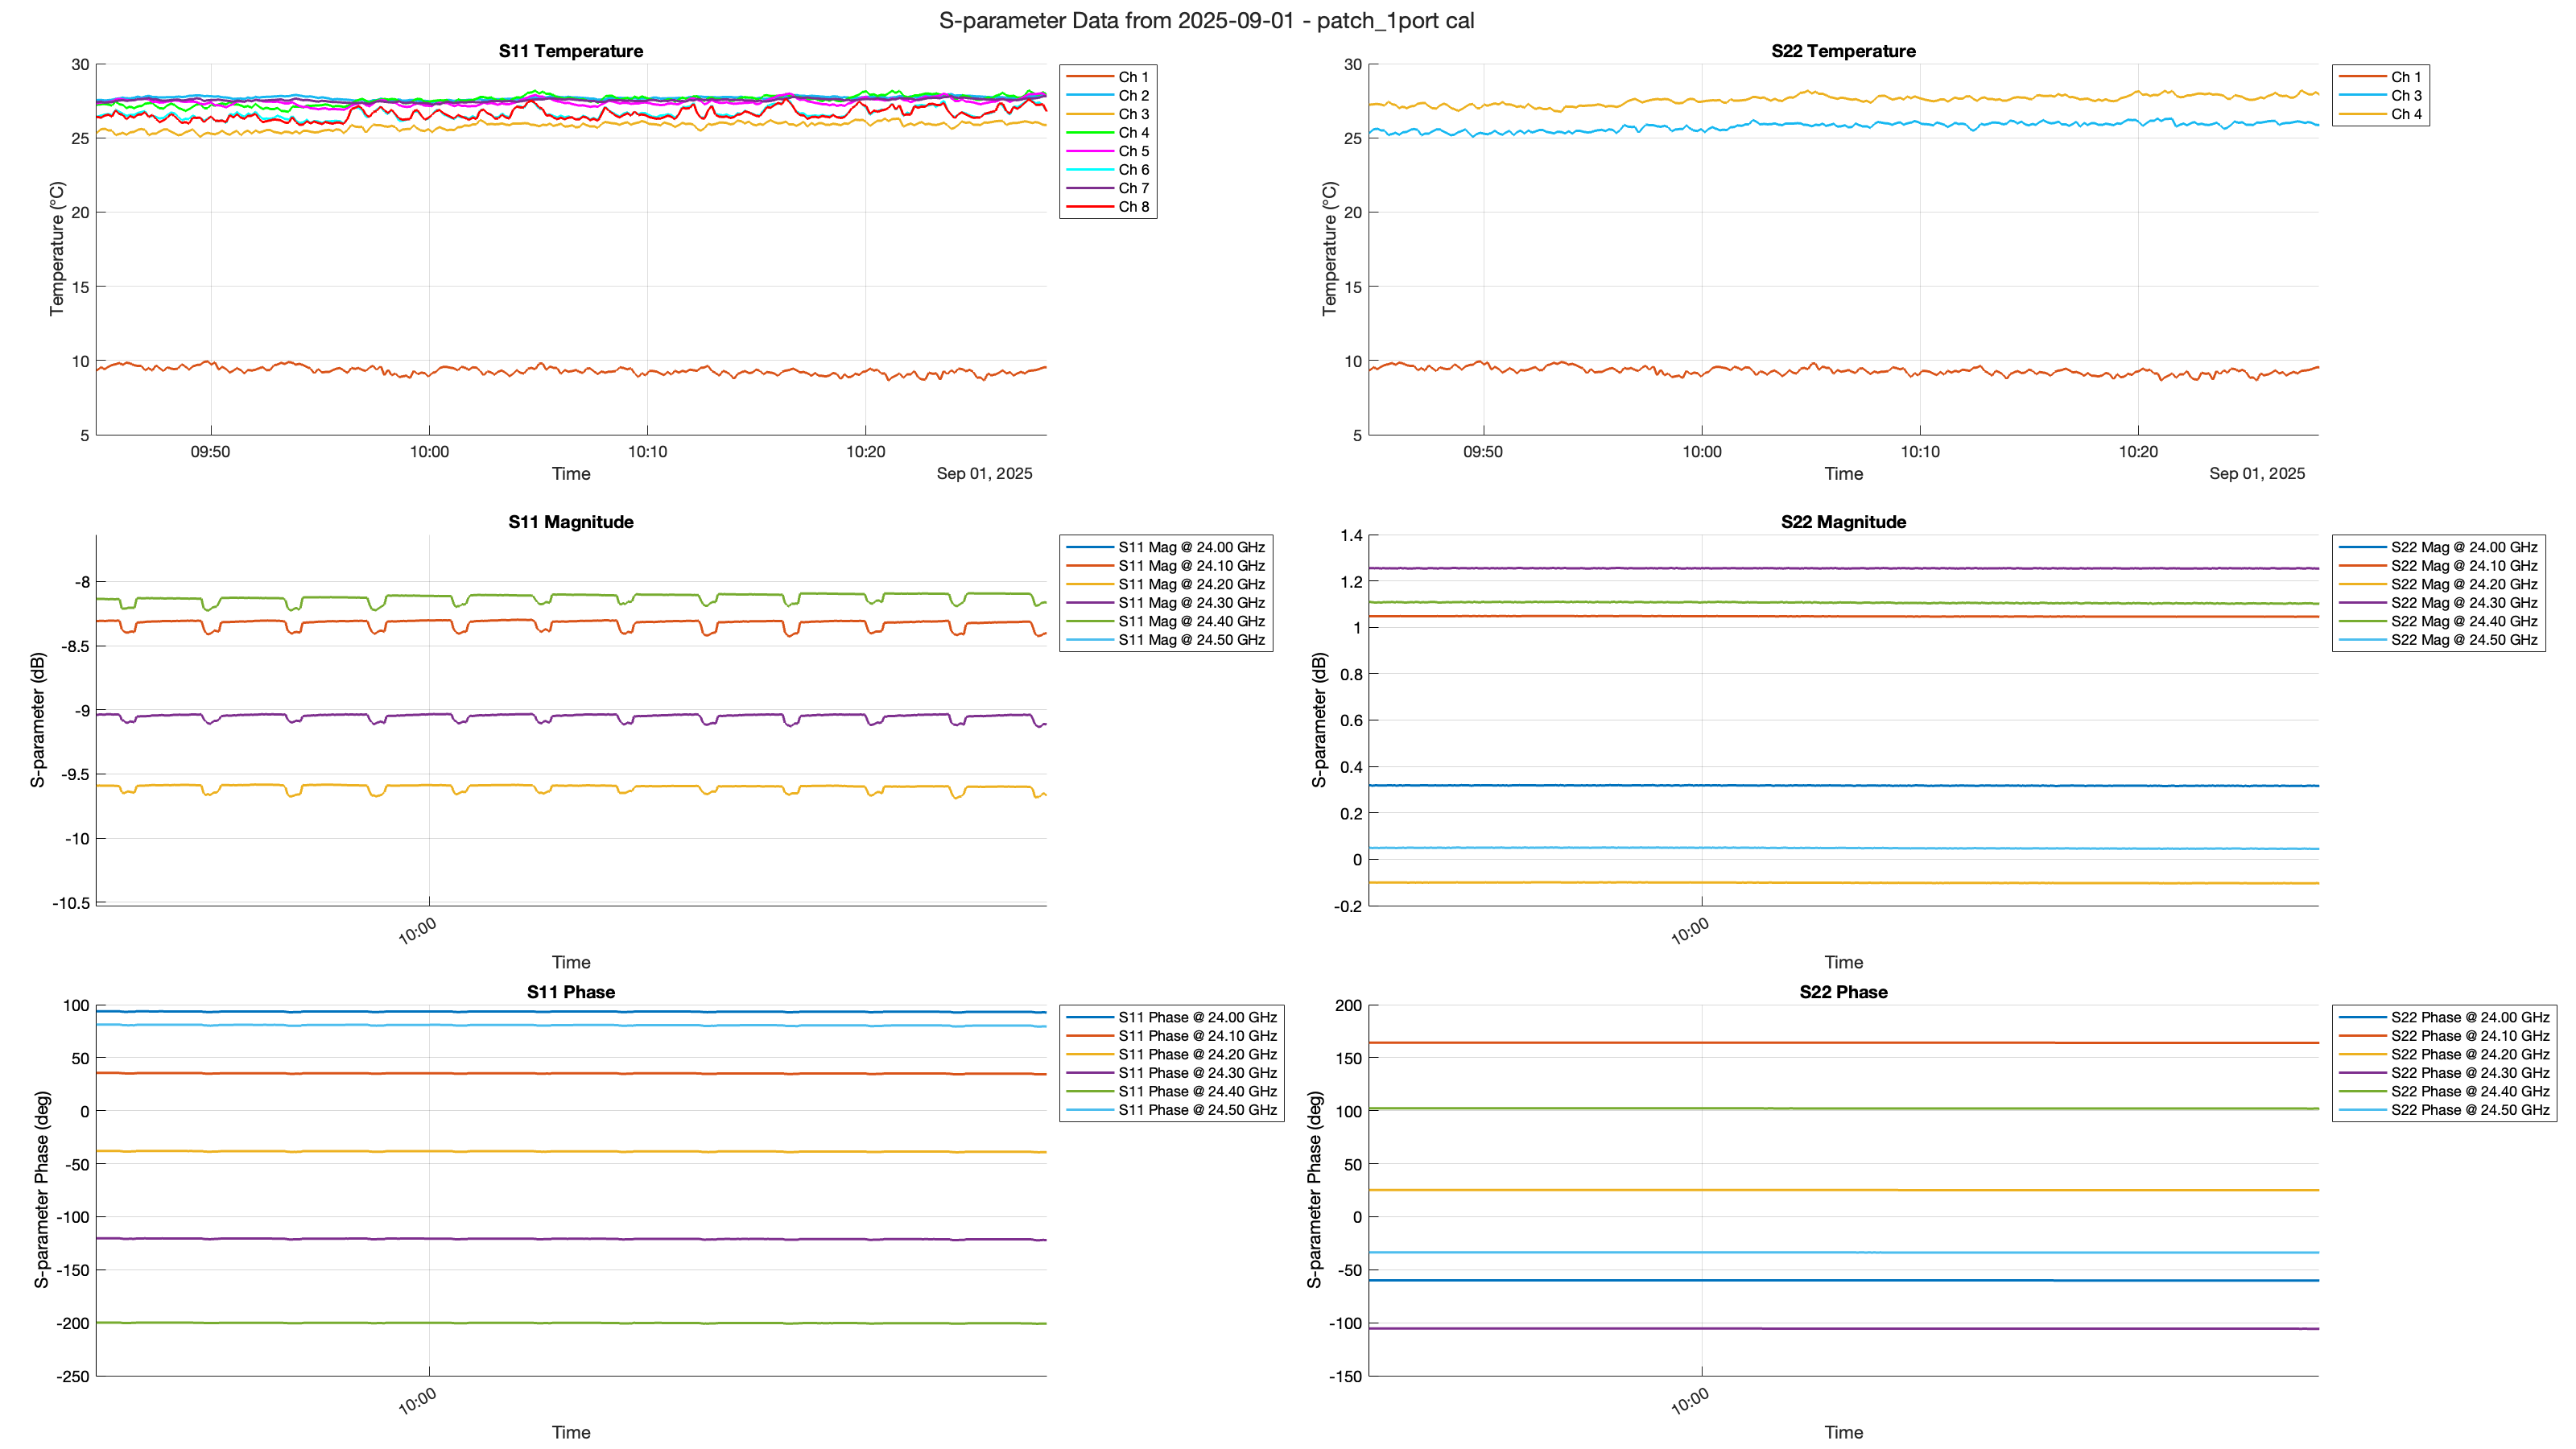 S-parameter Data from 2025-09-01 - patch_1port cal
S11 Temperature
30
25
20
15
10
5
Temperature (°C)
09:50
10:00
10:10
10:20
Time
Sep 01, 2025
Ch 1
Ch 2
Ch 3
Ch 4
Ch 5
Ch 6
Ch 7
Ch 8
S22 Temperature
30
25
20
15
10
5
Temperature (°C)
09:50
10:00
10:10
10:20
Time
Sep 01, 2025
Ch 1
Ch 3
Ch 4
S11 Magnitude
-8
-8.5
-9
-9.5
-10
-10.5
S-parameter (dB)
10:00
Time
S11 Mag @ 24.00 GHz
S11 Mag @ 24.10 GHz
S11 Mag @ 24.20 GHz
S11 Mag @ 24.30 GHz
S11 Mag @ 24.40 GHz
S11 Mag @ 24.50 GHz
S22 Magnitude
1.4
1.2
1
0.8
0.6
0.4
0.2
0
-0.2
S-parameter (dB)
10:00
Time
S22 Mag @ 24.00 GHz
S22 Mag @ 24.10 GHz
S22 Mag @ 24.20 GHz
S22 Mag @ 24.30 GHz
S22 Mag @ 24.40 GHz
S22 Mag @ 24.50 GHz
S11 Phase
100
50
0
-50
-100
-150
-200
-250
S-parameter Phase (deg)
10:00
Time
S11 Phase @ 24.00 GHz
S11 Phase @ 24.10 GHz
S11 Phase @ 24.20 GHz
S11 Phase @ 24.30 GHz
S11 Phase @ 24.40 GHz
S11 Phase @ 24.50 GHz
S22 Phase
200
150
100
50
0
-50
-100
-150
S-parameter Phase (deg)
10:00
Time
S22 Phase @ 24.00 GHz
S22 Phase @ 24.10 GHz
S22 Phase @ 24.20 GHz
S22 Phase @ 24.30 GHz
S22 Phase @ 24.40 GHz
S22 Phase @ 24.50 GHz